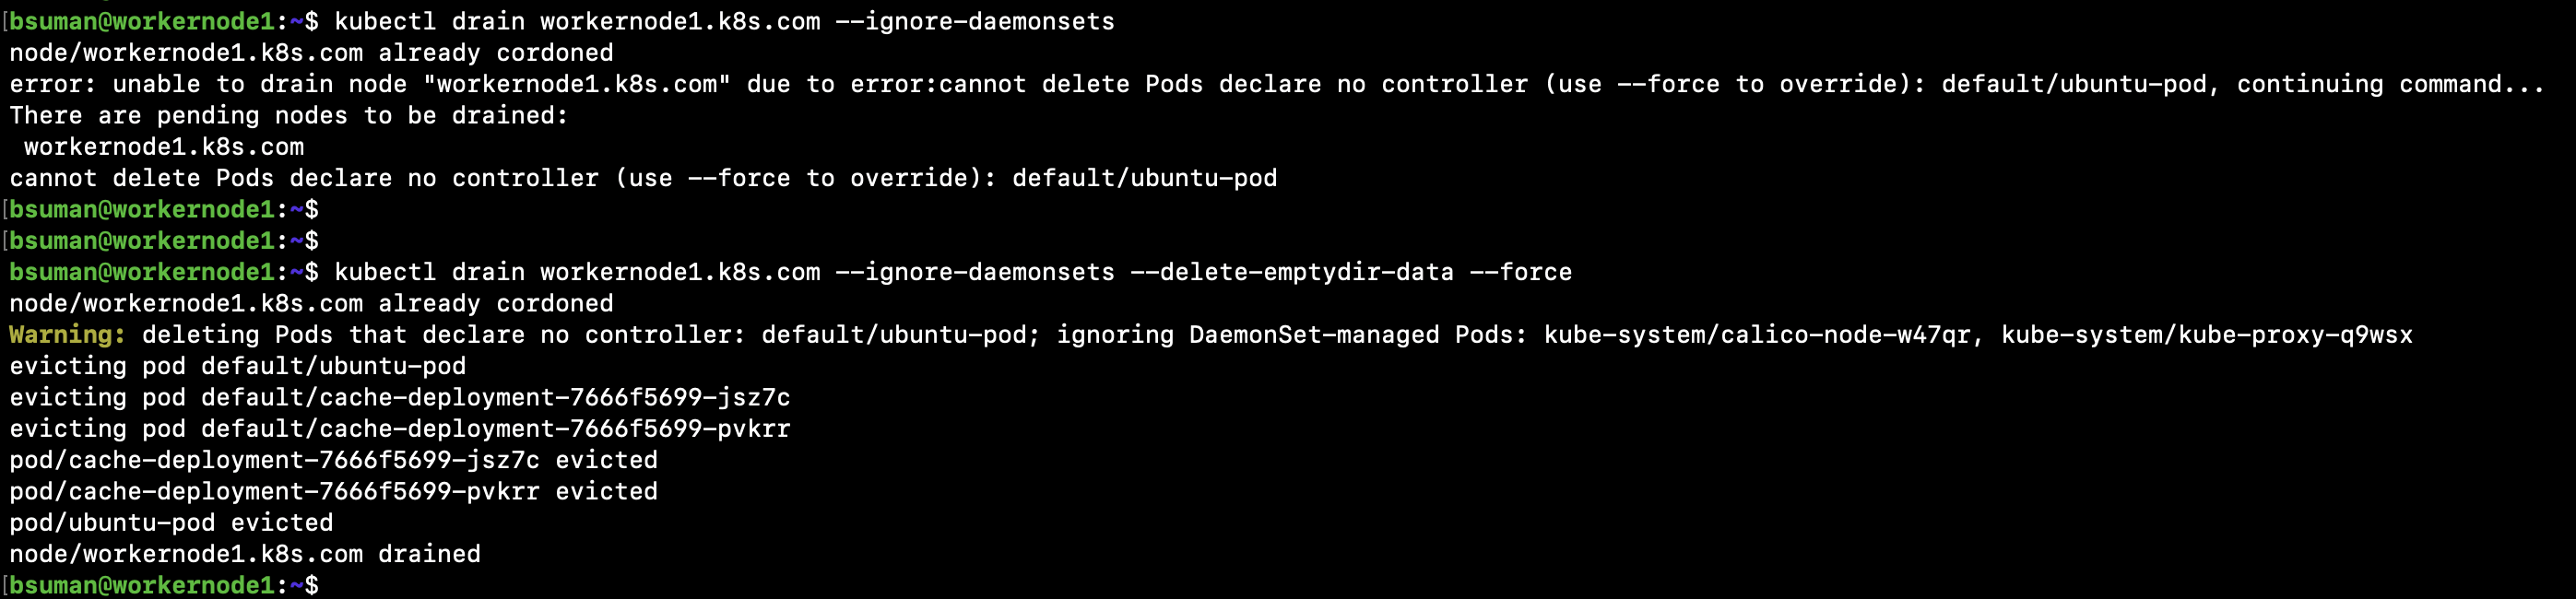 [bsuman@workernode1:~$ kubectl drain workernode1.k8s.com --ignore-daemonsets
node/workernode1.k8s.com already cordoned
error: unable to drain node "workernode1.k8s.com" due to error:cannot delete Pods declare no controller (use --force to override): default/ubuntu-pod, continuing command...
There are pending nodes to be drained:
 workernode1.k8s.com
cannot delete Pods declare no controller (use --force to override): default/ubuntu-pod
[bsuman@workernode1:~$
[bsuman@workernode1:~$
bsuman@workernode1:~$ kubectl drain workernode1.k8s.com --ignore-daemonsets --delete-emptydir-data --force
node/workernode1.k8s.com already cordoned
Warning: deleting Pods that declare no controller: default/ubuntu-pod; ignoring DaemonSet-managed Pods: kube-system/calico-node-w47qr, kube-system/kube-proxy-q9wsx
evicting pod default/ubuntu-pod
evicting pod default/cache-deployment-7666f5699-jsz7c
evicting pod default/cache-deployment-7666f5699-pvkrr
pod/cache-deployment-7666f5699-jsz7c evicted
pod/cache-deployment-7666f5699-pvkrr evicted
pod/ubuntu-pod evicted
node/workernode1.k8s.com drained
[bsuman@workernode1:~$